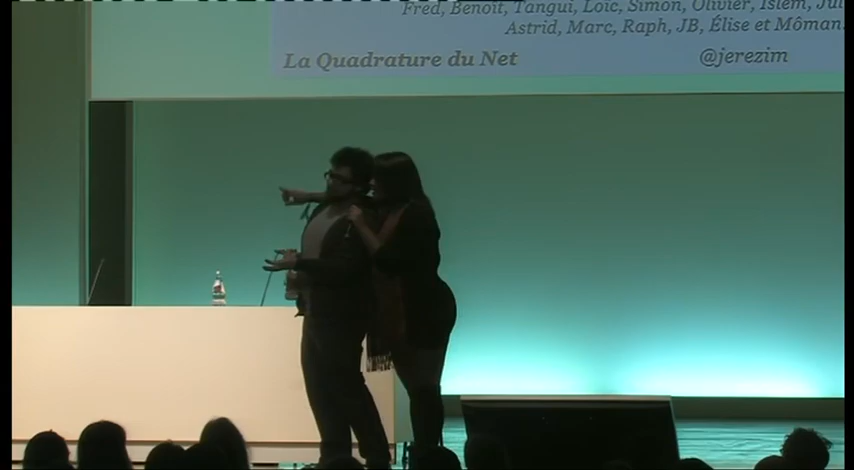 Fred, Benoît, Tangui, Loïc, Simon, Olivier, Islem, Jul
Astrid, Marc, Raph, JB, Élise et Môman.
La Quadrature du Net
@jerezim